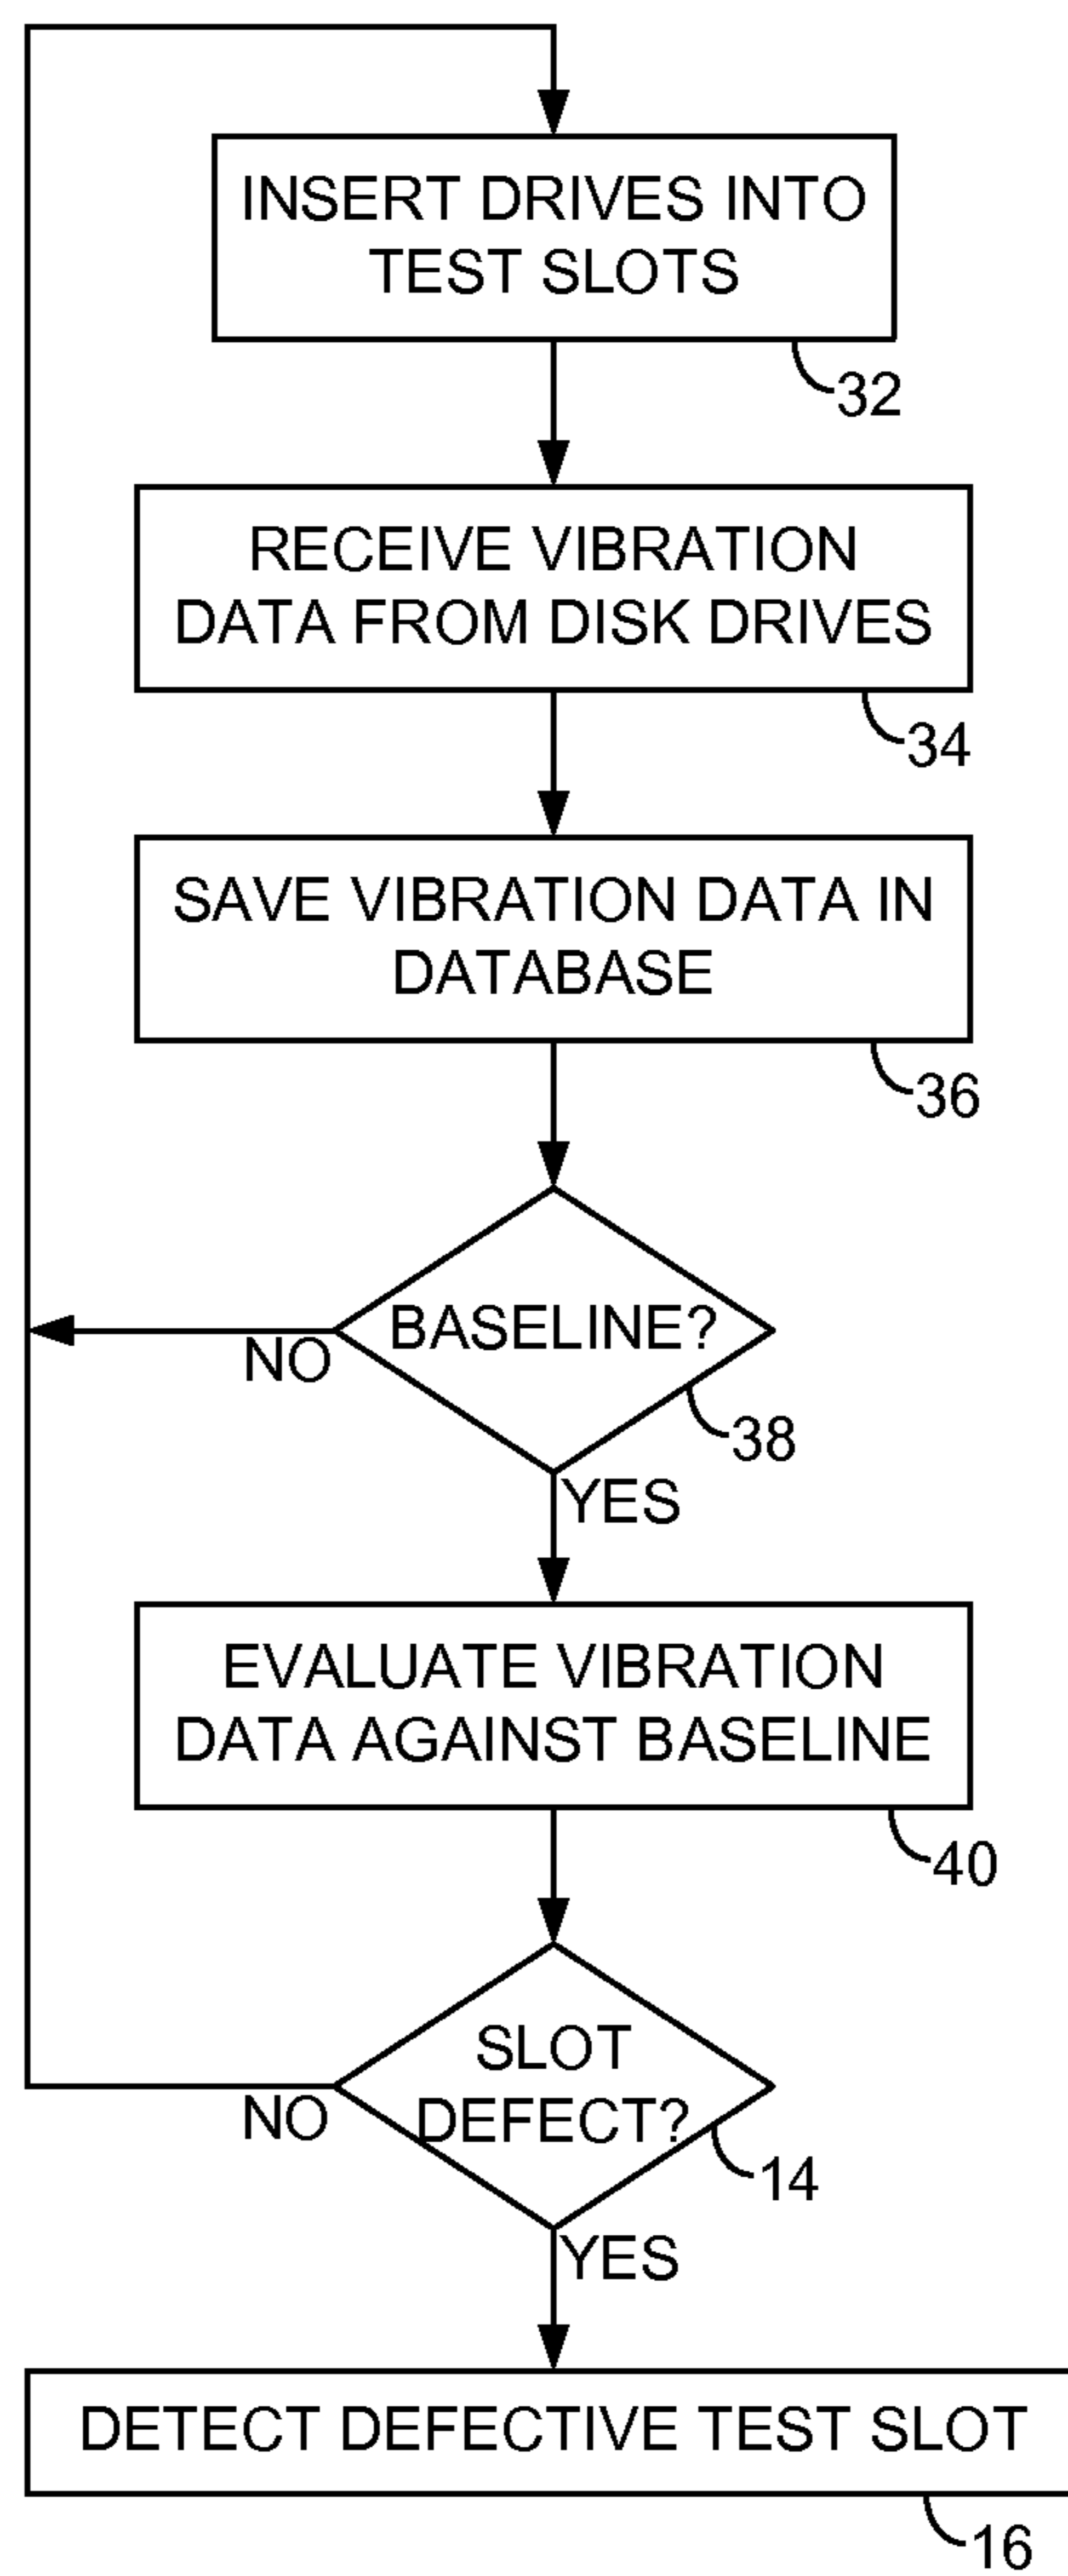 INSERT DRIVES INTO
TEST SLOTS
32
RECEIVE VIBRATION
DATA FROM DISK DRIVES
34
SAVE VIBRATION DATA IN
DATABASE
36
BASELINE?
NO
38
YES
EVALUATE VIBRATION
DATA AGAINST BASELINE
40
SLOT
DEFECT?
NO
14
YES
DETECT DEFECTIVE TEST SLOT
16